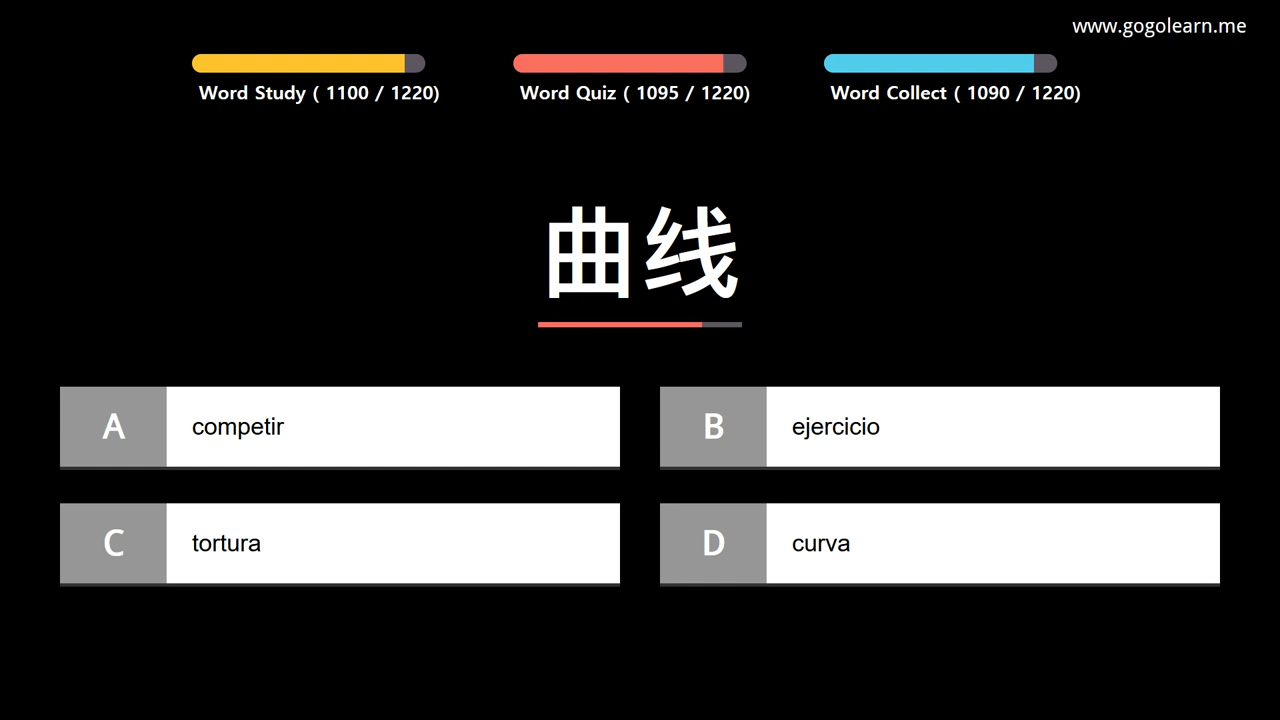 www.gogolearn.me
Word Study ( 1100 / 1220)
Word Quiz ( 1095 / 1220)
Word Collect ( 1090 / 1220)
曲线
A competir
B ejercicio
C tortura
D curva